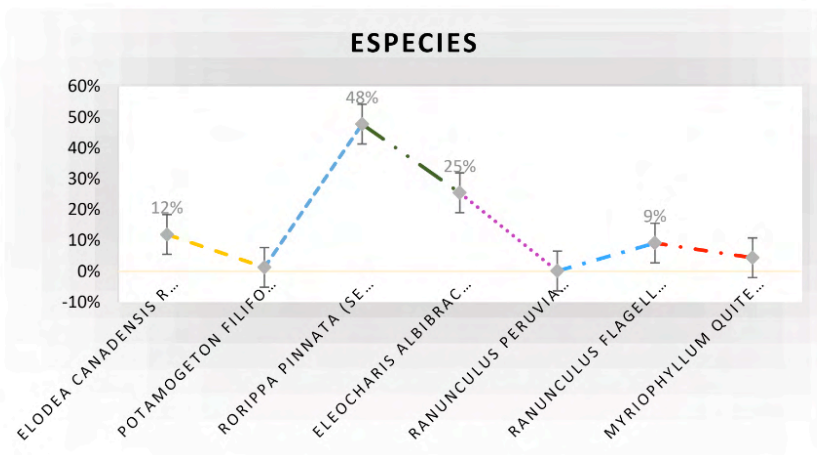 ESPECIES
60%
50%
40%
30%
20%
10%
0%
-10%
12%
48%
25%
9%
ELODEA CANADENSIS R...
POTAMOGETON FILIFO...
RORIPPA PINNATA (SE...
ELEOCHARIS ALBIBRAC...
RANUNCULUS PERUVIA...
RANUNCULUS FLAGELL...
MYRIOPHYLLUM QUITE...